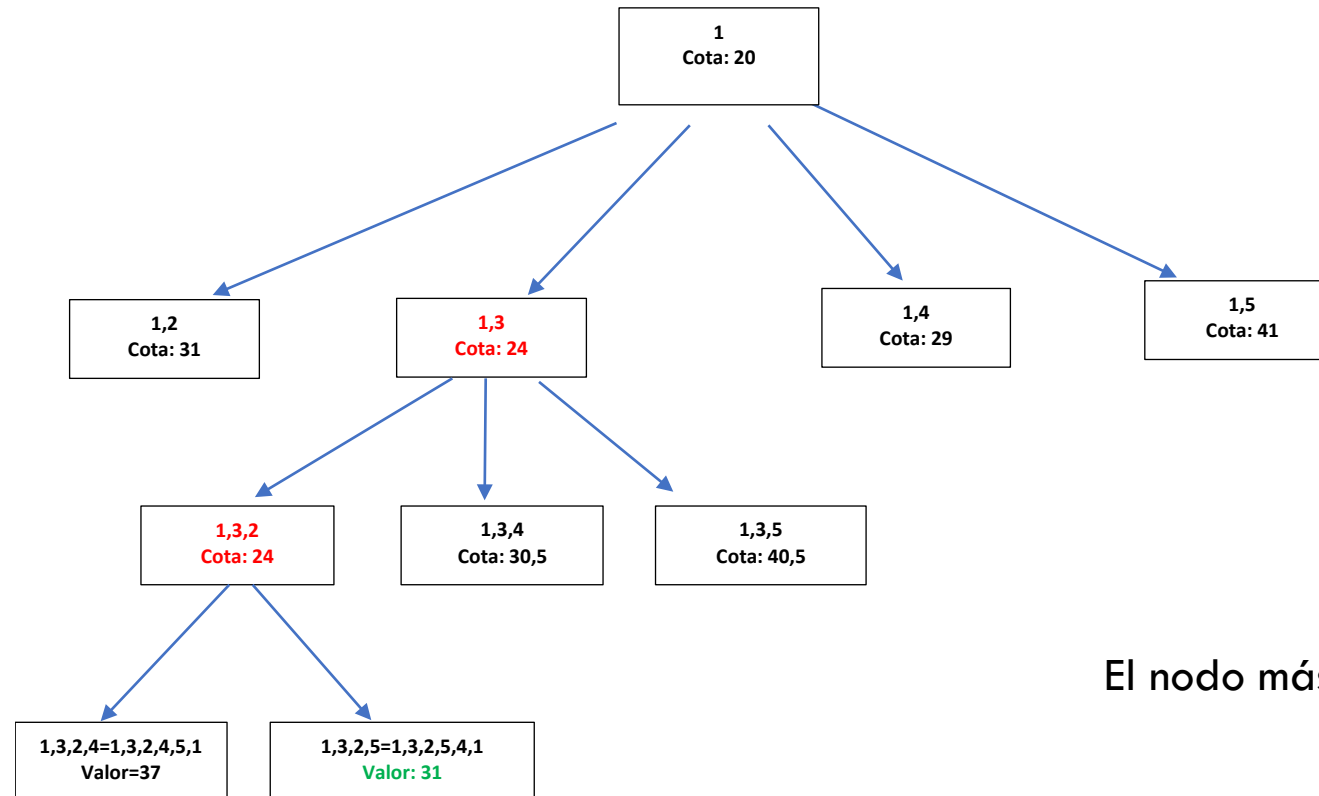 1
Cota: 20
1,2
Cota: 31
1,3
Cota: 24
1,4
Cota: 29
1,5
Cota: 41
1,3,2
Cota: 24
1,3,4
Cota: 30,5
1,3,5
Cota: 40,5
El nodo más
1,3,2,4=1,3,2,4,5,1
Valor=37
1,3,2,5=1,3,2,5,4,1
Valor: 31